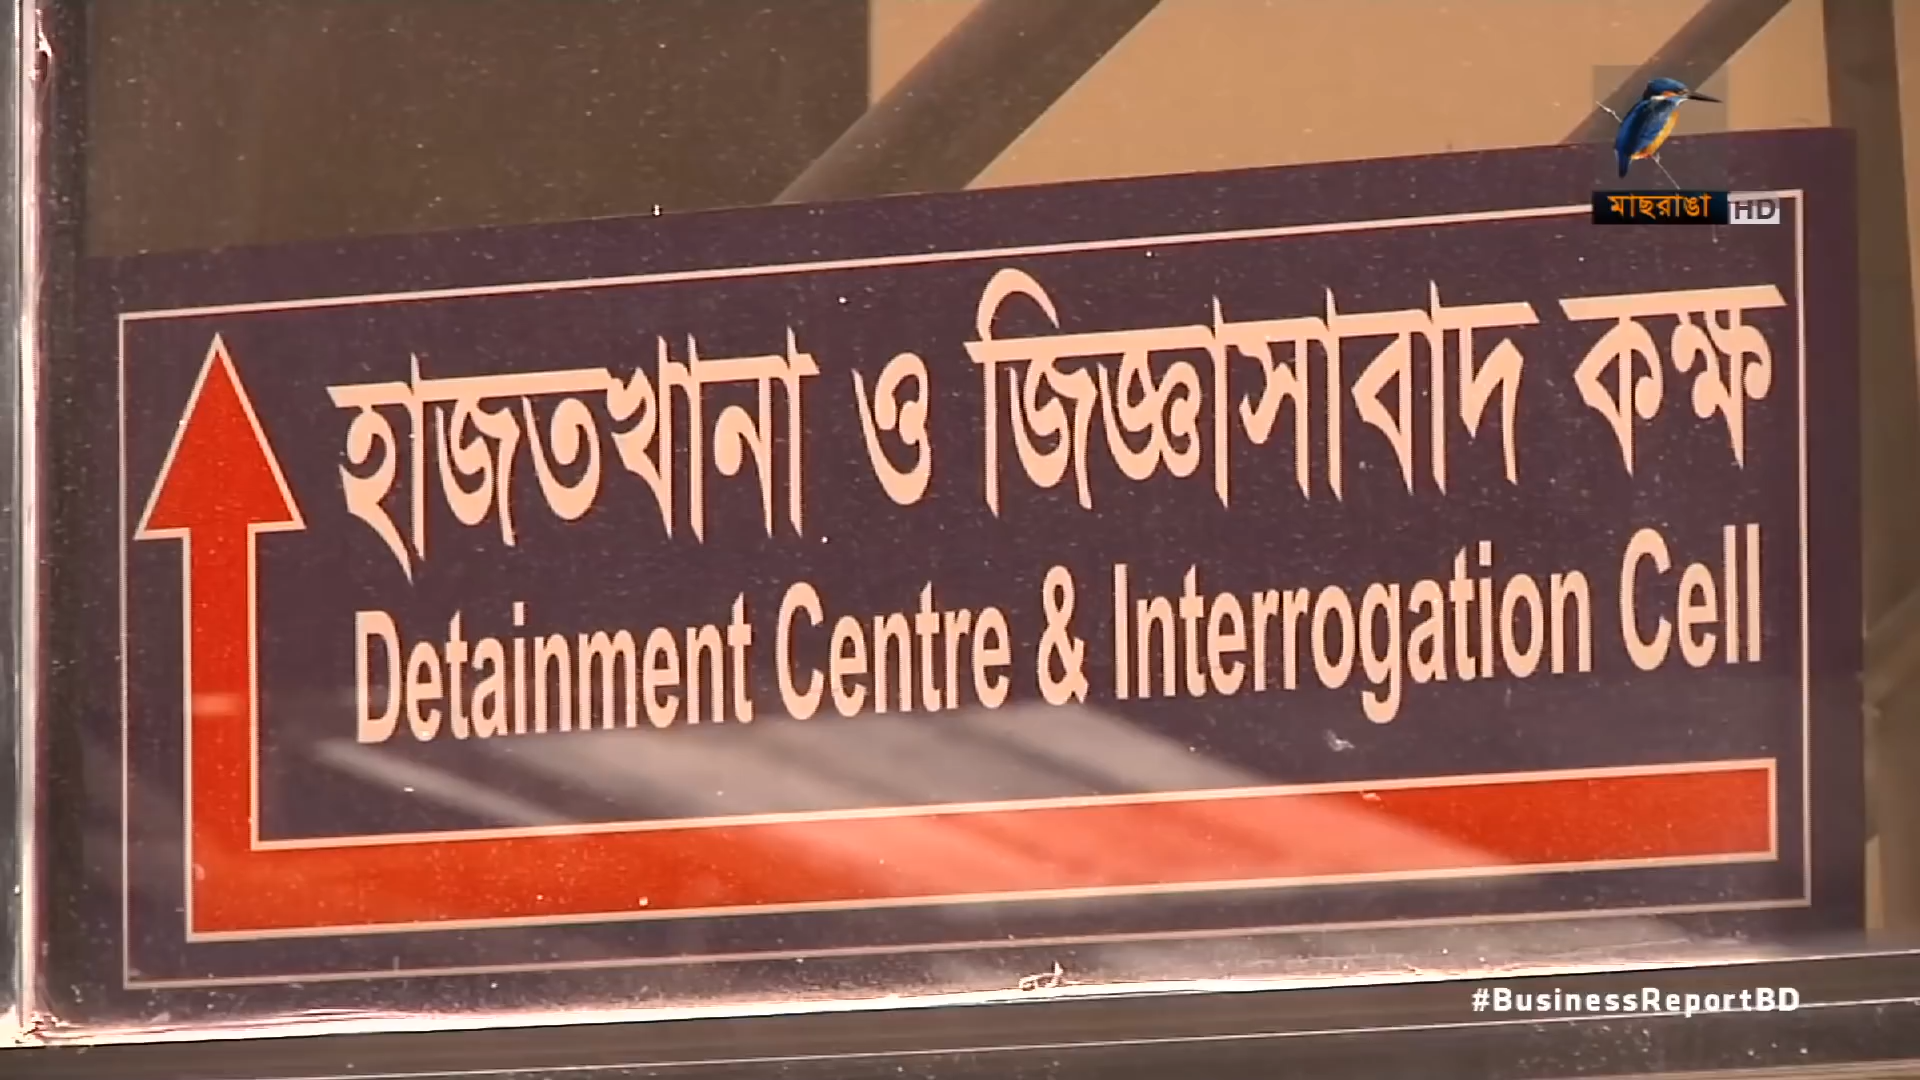 মাছরাঙা HD
হাজতখানা ও জিজ্ঞাসাবাদ কক্ষ
Detainment Centre & Interrogation Cell
#BusinessReportBD